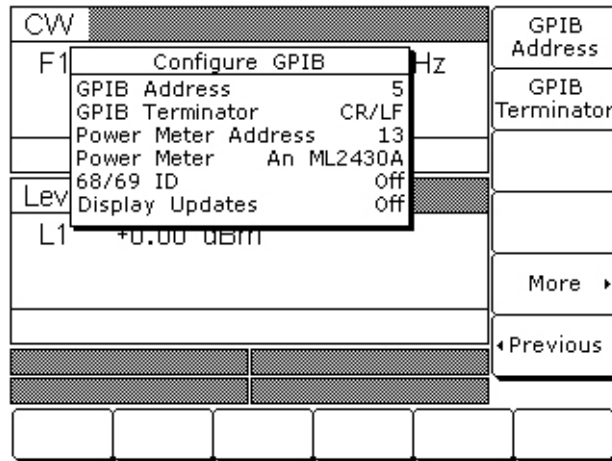 CW
F1 Hz
Configure GPIB
GPIB Address 5
GPIB Terminator CR/LF
Power Meter Address 13
Power Meter An ML2430A
68/69 ID Off
Display Updates Off
Lev
L1 +0.00 dBm
GPIB
Address
GPIB
Terminator
More
Previous